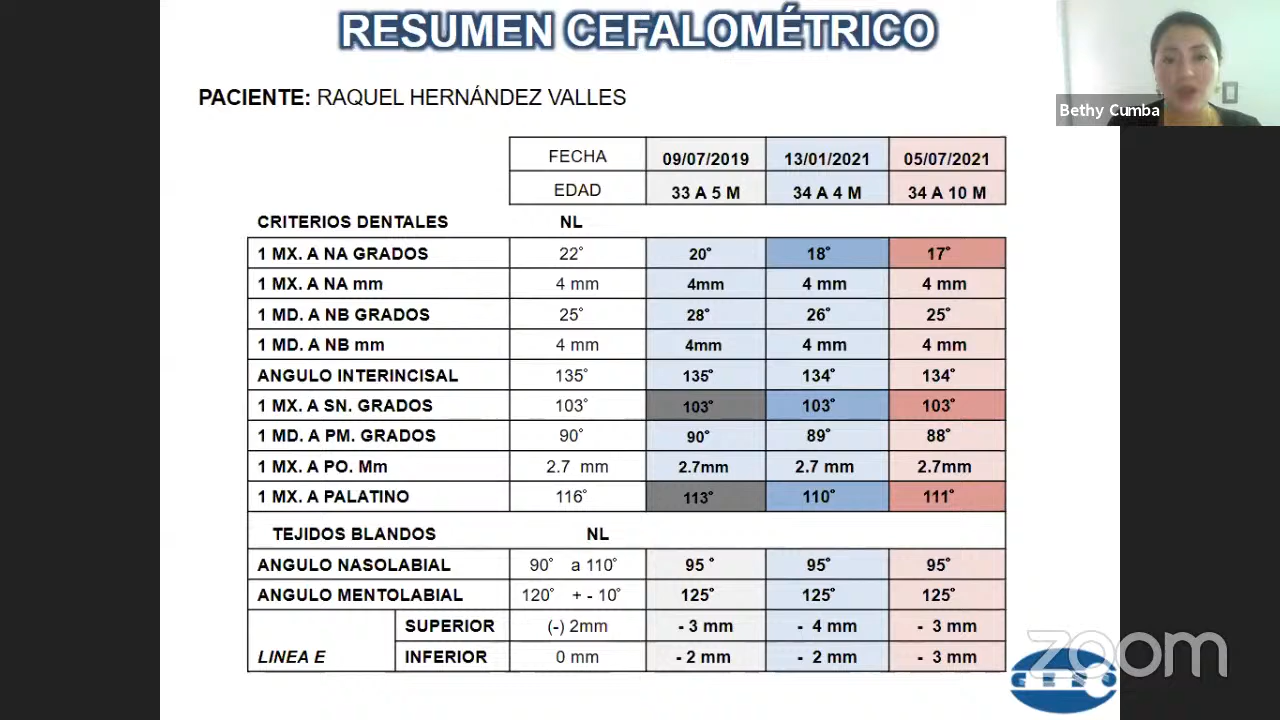 RESUMEN CEFALOMÉTRICO
Bethy Cumba
PACIENTE: RAQUEL HERNÁNDEZ VALLES
FECHA 09/07/2019 13/01/2021 05/07/2021
EDAD 33 A 5 M 34 A 4 M 34 A 10 M
CRITERIOS DENTALES NL
1 MX. A NA GRADOS 22° 20° 18° 17°
1 MX. A NA mm 4 mm 4mm 4 mm 4 mm
1 MD. A NB GRADOS 25° 28° 26° 25°
1 MD. A NB mm 4 mm 4mm 4 mm 4 mm
ANGULO INTERINCISAL 135° 135° 134° 134°
1 MX. A SN. GRADOS 103° 103° 103° 103°
1 MD. A PM. GRADOS 90° 90° 89° 88°
1 MX. A PO. Mm 2.7 mm 2.7mm 2.7 mm 2.7mm
1 MX. A PALATINO 116° 113° 110° 111°
TEJIDOS BLANDOS NL
ANGULO NASOLABIAL 90° a 110° 95 ° 95° 95°
ANGULO MENTOLABIAL 120° + - 10° 125° 125° 125°
SUPERIOR (-) 2mm - 3 mm - 4 mm - 3 mm
LINEA E INFERIOR 0 mm - 2 mm - 2 mm - 3 mm
zoom